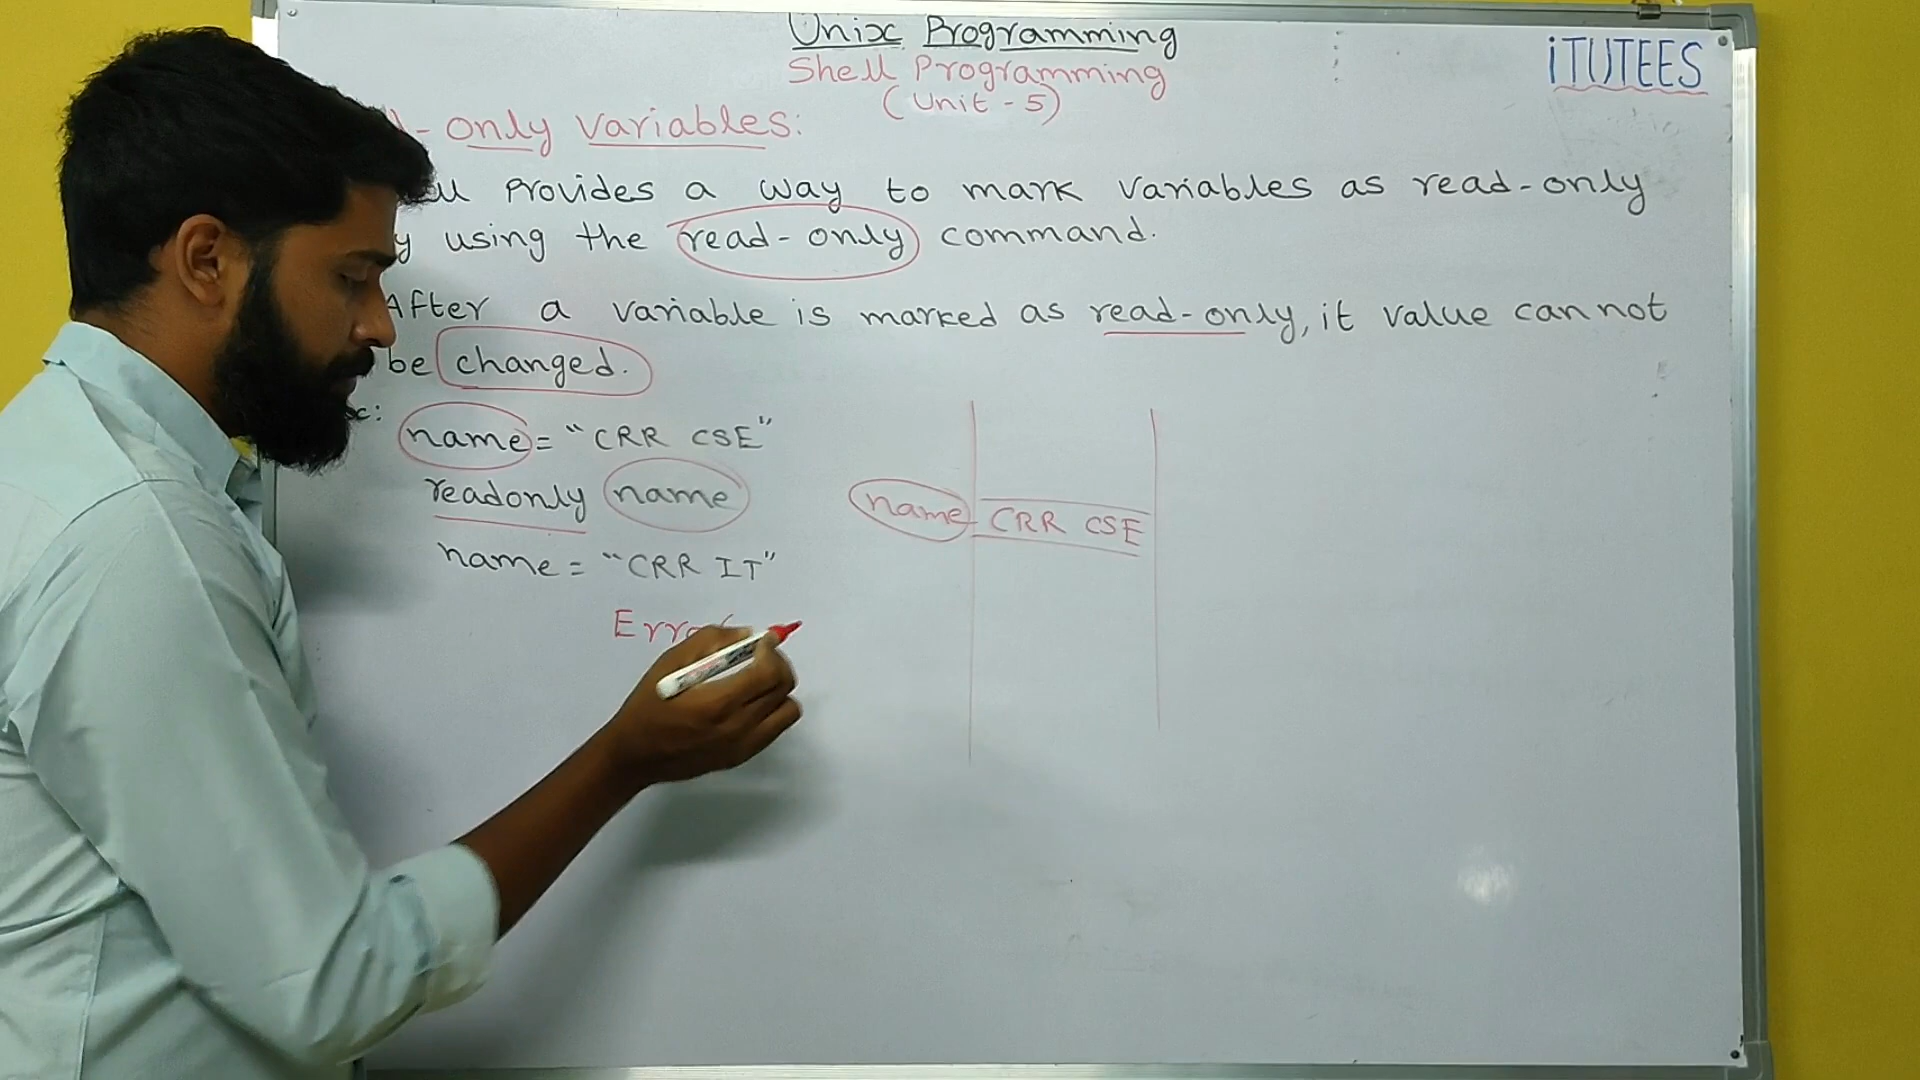 Unix Programming
iTUTEES
Shell Programming
(Unit - 5)
- only variables:
provides a way to mark variables as read-only
using the read-only command.
After a variable is marked as read-only, it value can not
be changed.
name = "CRR CSE"
readonly name
name CRR CSE
name = "CRR IT"